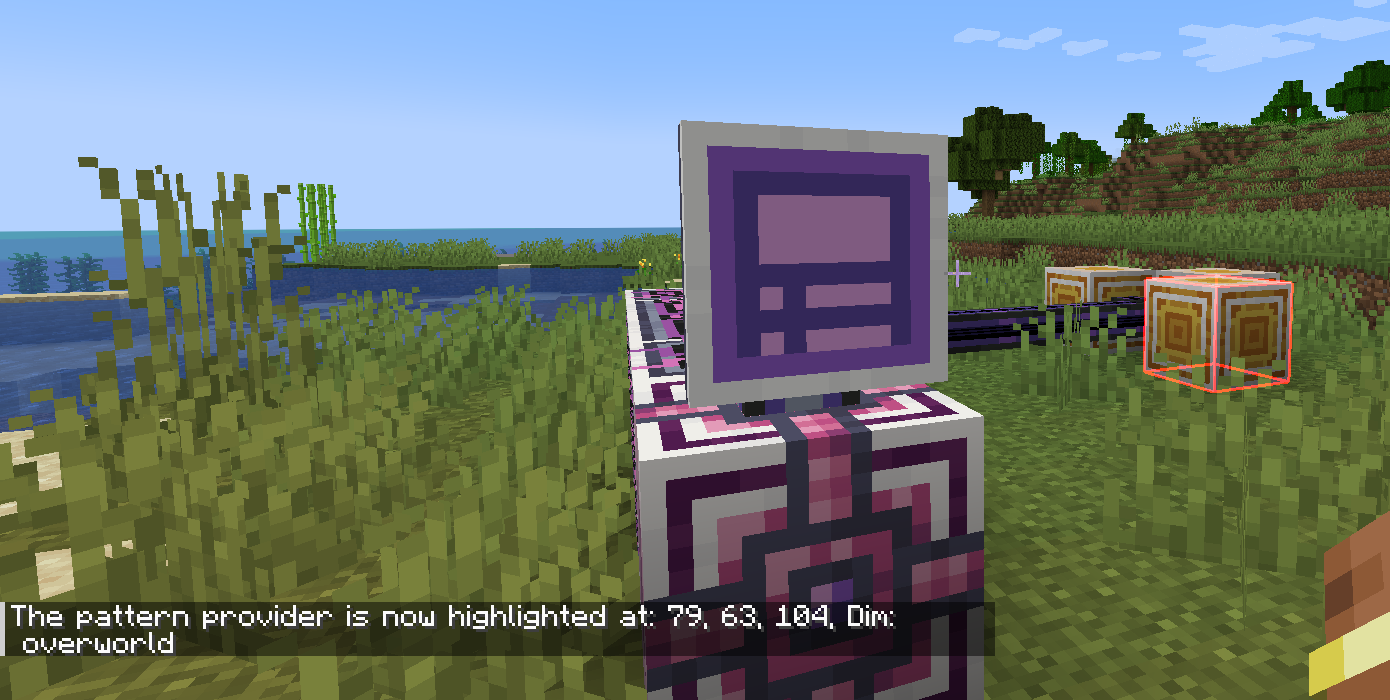 The pattern provider is now highlighted at: 79, 63, 104, Dim:
overworld